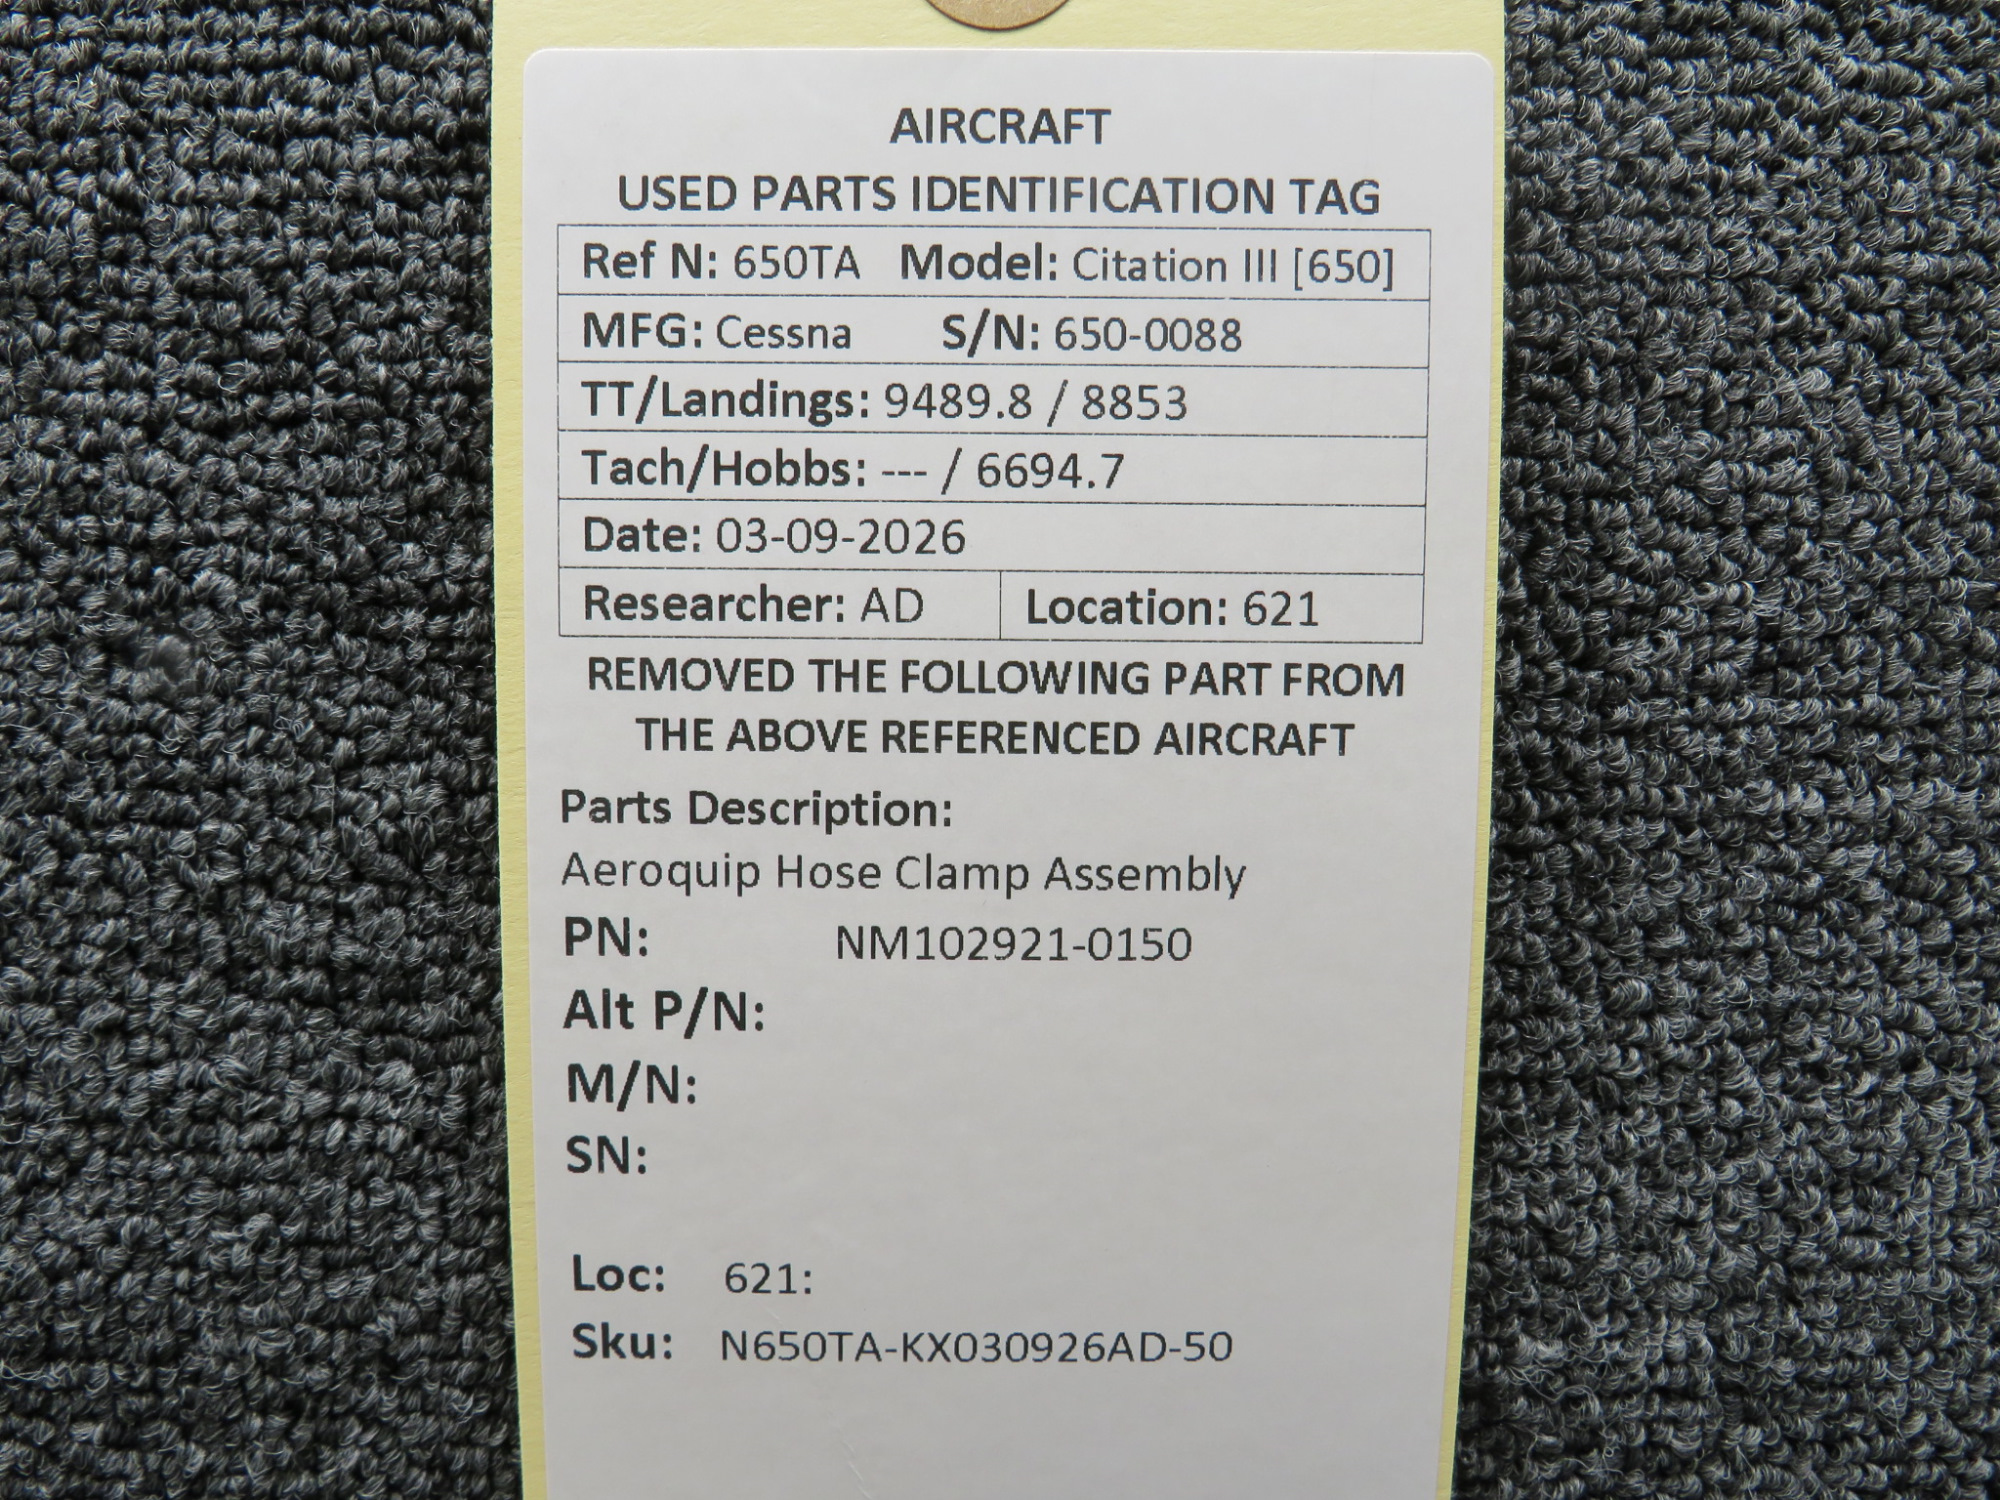 AIRCRAFT
USED PARTS IDENTIFICATION TAG
Ref N: 650TA Model: Citation III [650]
MFG: Cessna S/N: 650-0088
TT/Landings: 9489.8 / 8853
Tach/Hobbs: --- / 6694.7
Date: 03-09-2026
Researcher: AD Location: 621
REMOVED THE FOLLOWING PART FROM
THE ABOVE REFERENCED AIRCRAFT
Parts Description:
Aeroquip Hose Clamp Assembly
PN: NM102921-0150
Alt P/N:
M/N:
SN:
Loc: 621:
Sku: N650TA-KX030926AD-50